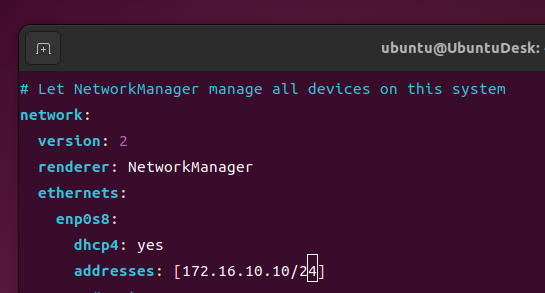 ubuntu@UbuntuDesk:
# Let NetworkManager manage all devices on this system
network:
  version: 2
  renderer: NetworkManager
  ethernets:
    enp0s8:
      dhcp4: yes
      addresses: [172.16.10.10/24]